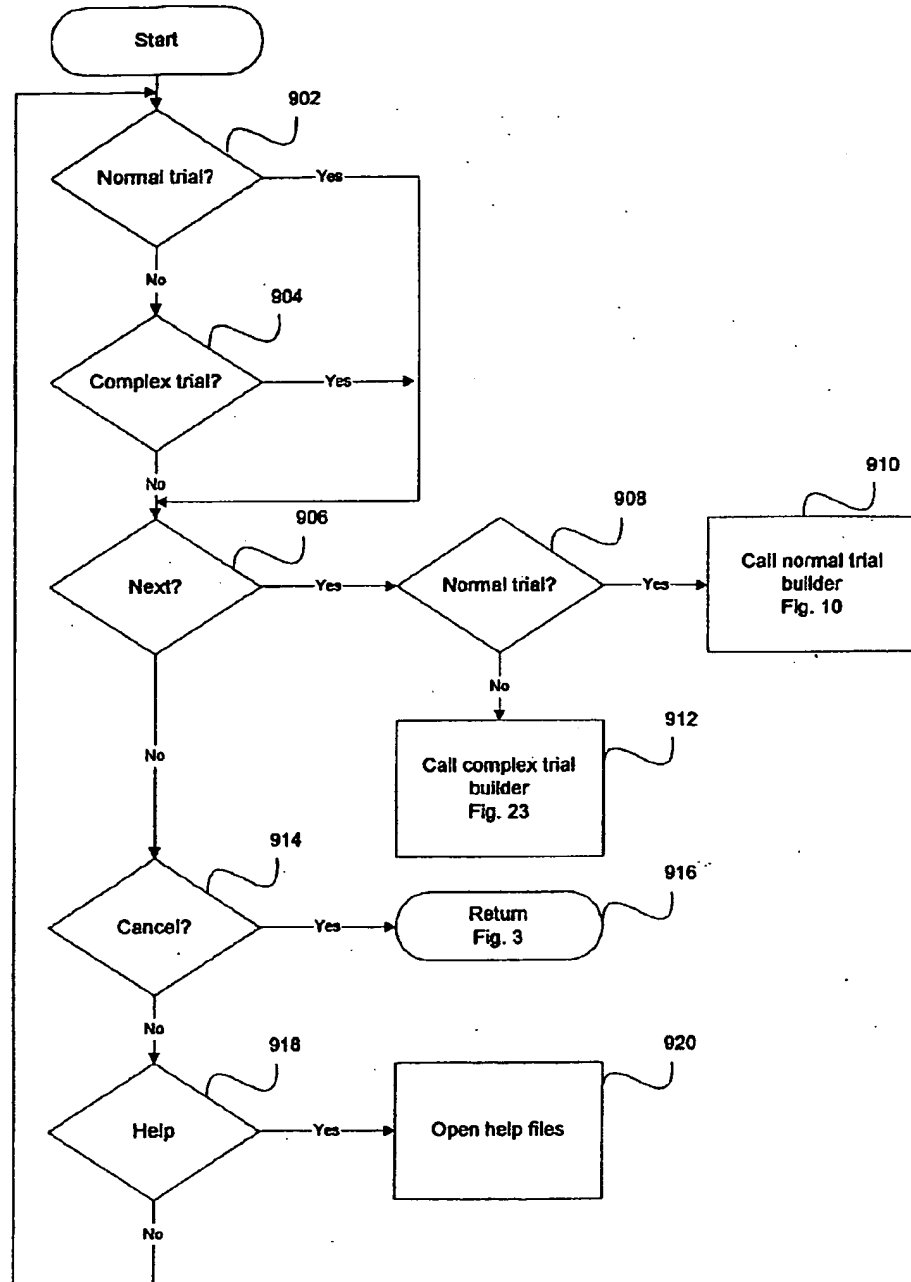 Start
902
Normal trial?
Yes
No
904
Complex trial?
Yes
No
906
Next?
Yes
908
Normal trial?
Yes
910
Call normal trial
builder
Fig. 10
No
912
Call complex trial
builder
Fig. 23
No
914
Cancel?
Yes
916
Return
Fig. 3
No
918
Help
Yes
920
Open help files
No